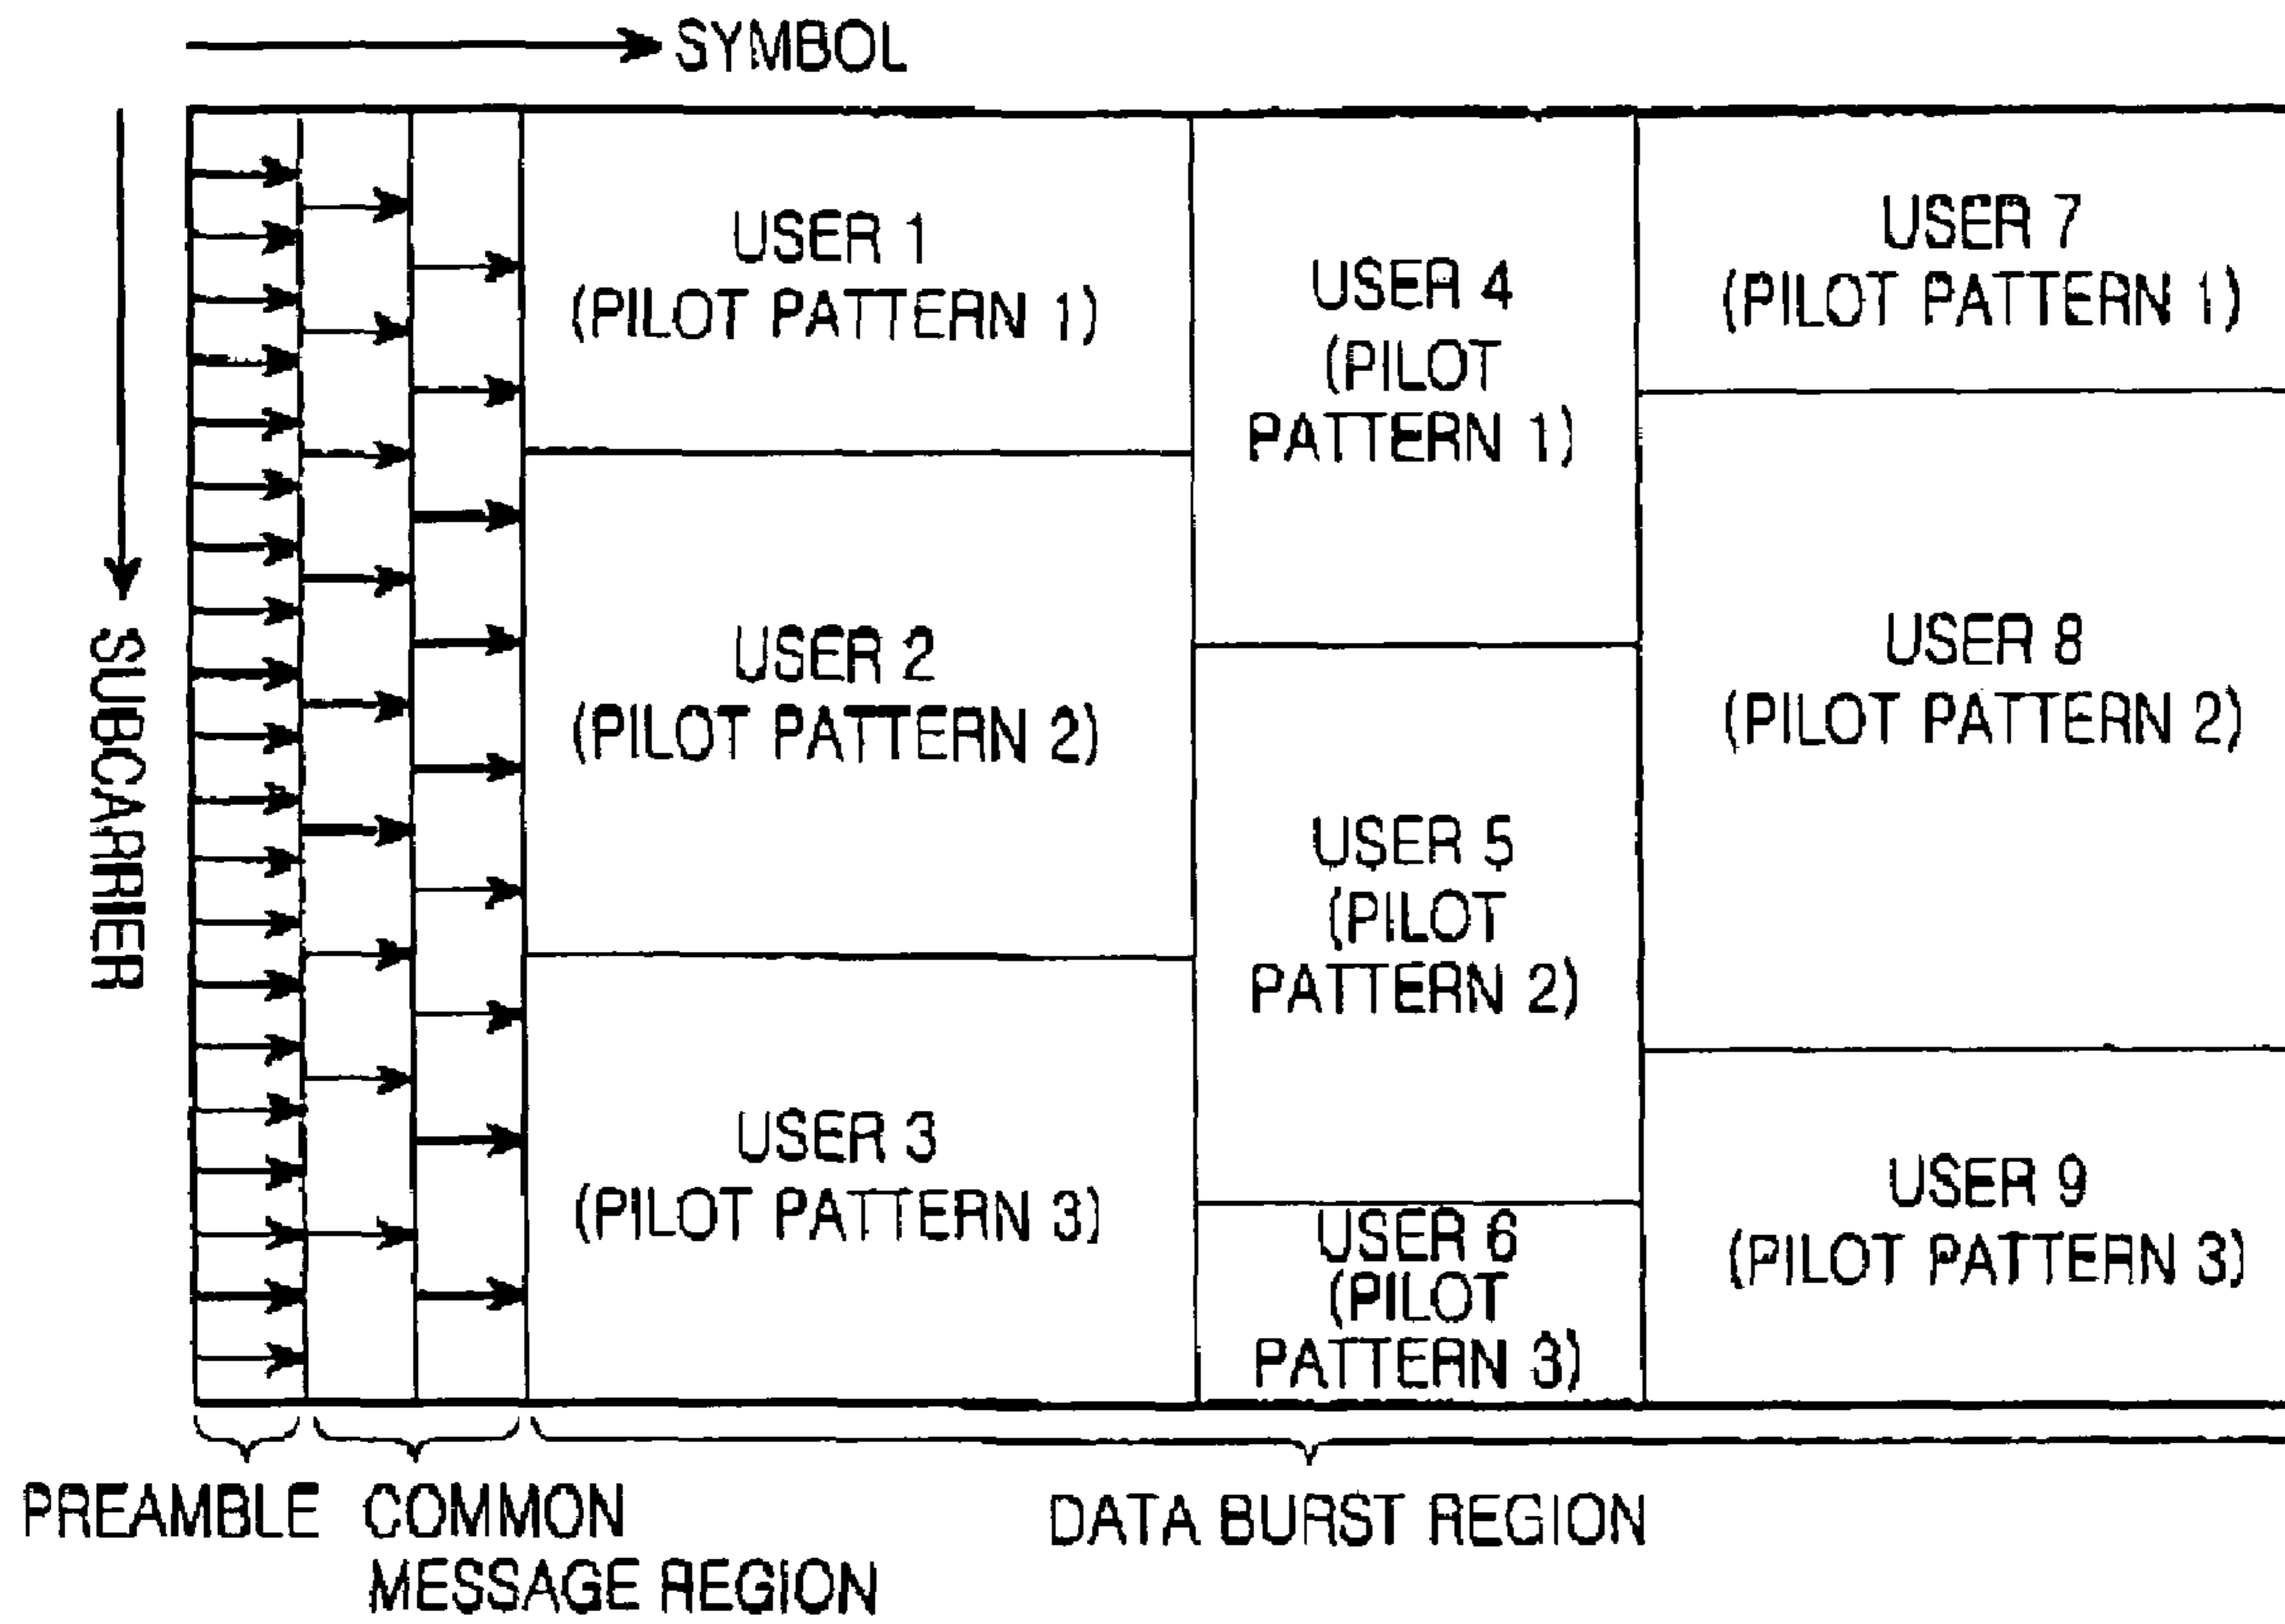 SYMBOL
SUBCARRIER
USER 1
(PILOT PATTERN 1)
USER 2
(PILOT PATTERN 2)
USER 3
(PILOT PATTERN 3)
USER 4
(PILOT
PATTERN 1)
USER 5
(PILOT
PATTERN 2)
USER 6
(PILOT
PATTERN 3)
USER 7
(PILOT PATTERN 1)
USER 8
(PILOT PATTERN 2)
USER 9
(PILOT PATTERN 3)
PREAMBLE
COMMON
MESSAGE REGION
DATA BURST REGION